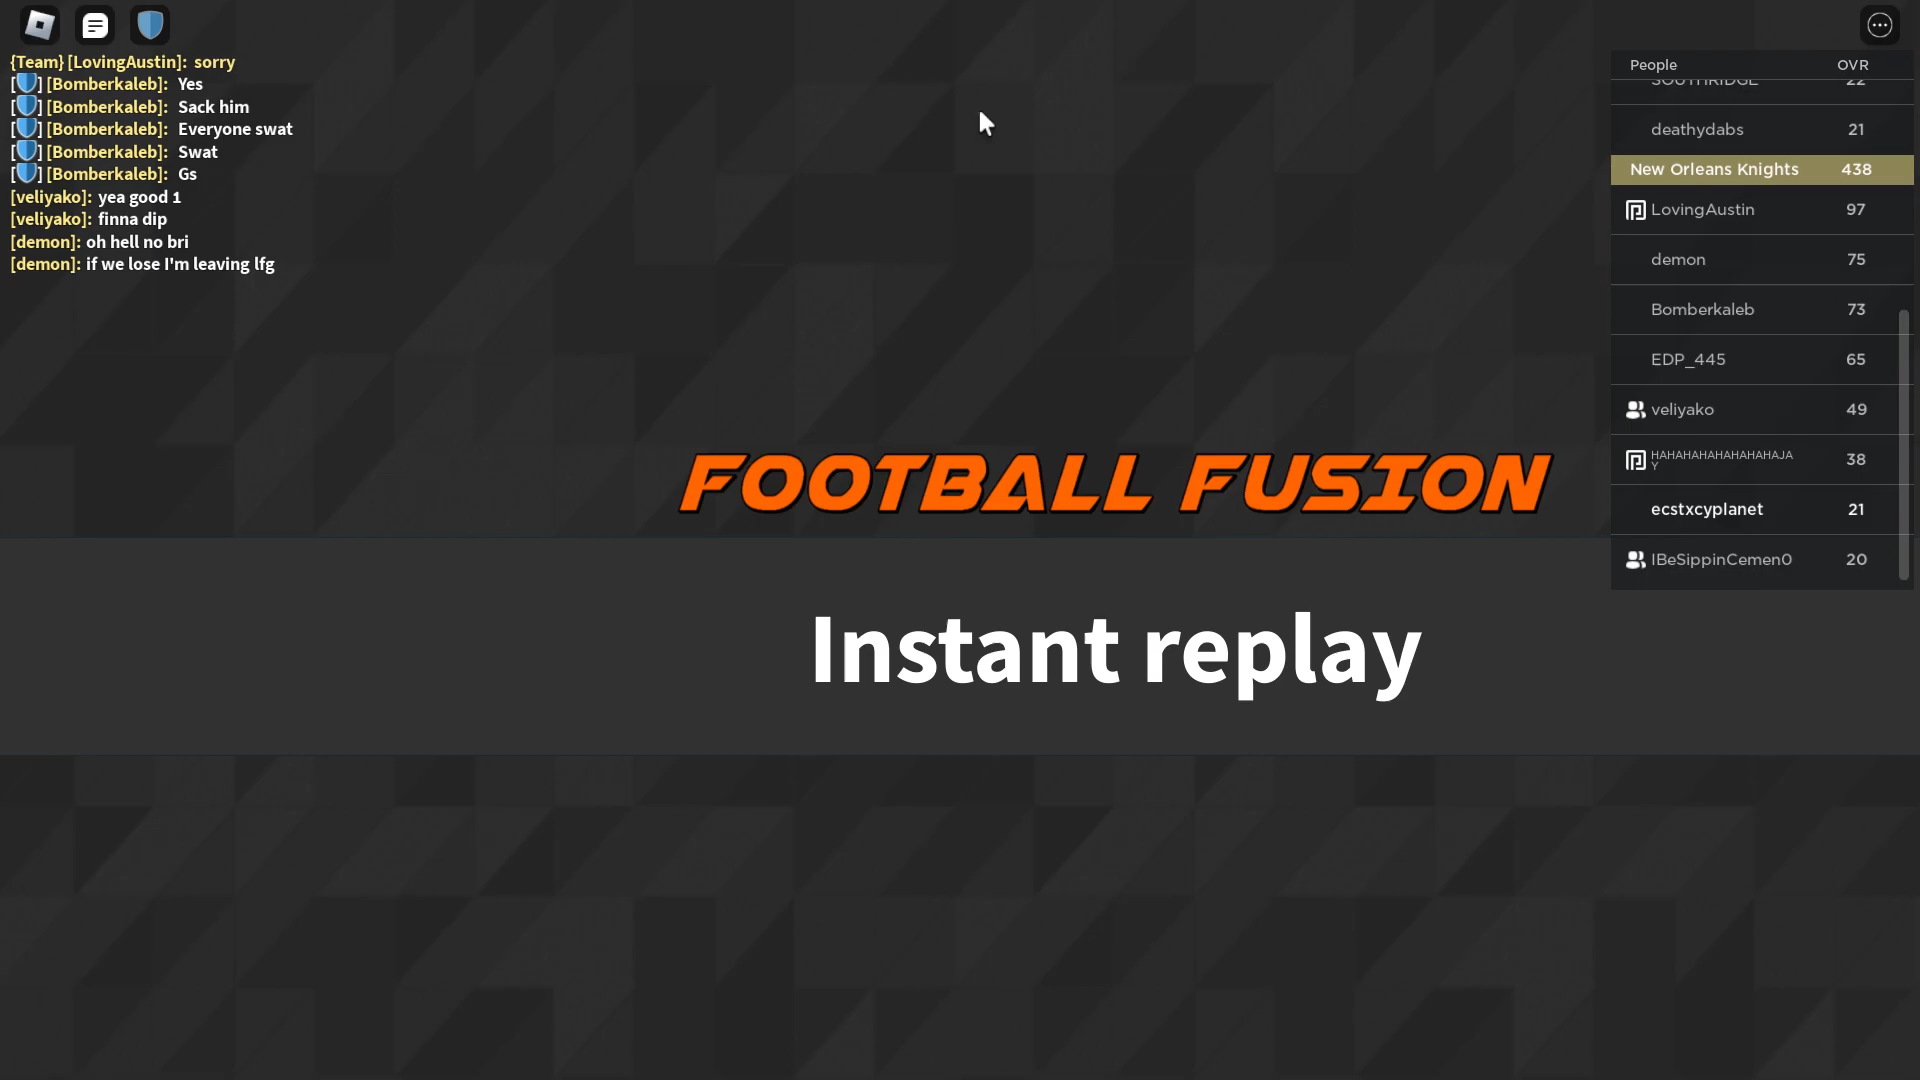 {Team} [LovingAustin]: sorry
[Bomberkaleb]: Yes
[Bomberkaleb]: Sack him
[Bomberkaleb]: Everyone swat
[Bomberkaleb]: Swat
[Bomberkaleb]: Gs
[veliyako]: yea good 1
[veliyako]: finna dip
[demon]: oh hell no bri
[demon]: if we lose I'm leaving lfg
People OVR
SOUTHRIDGE 22
deathydabs 21
New Orleans Knights 438
LovingAustin 97
demon 75
Bomberkaleb 73
EDP_445 65
veliyako 49
HAHAHAHAHAHAHAHAJA
Y 38
ecstxcyplanet 21
IBeSippinCemen0 20
FOOTBALL FUSION
Instant replay